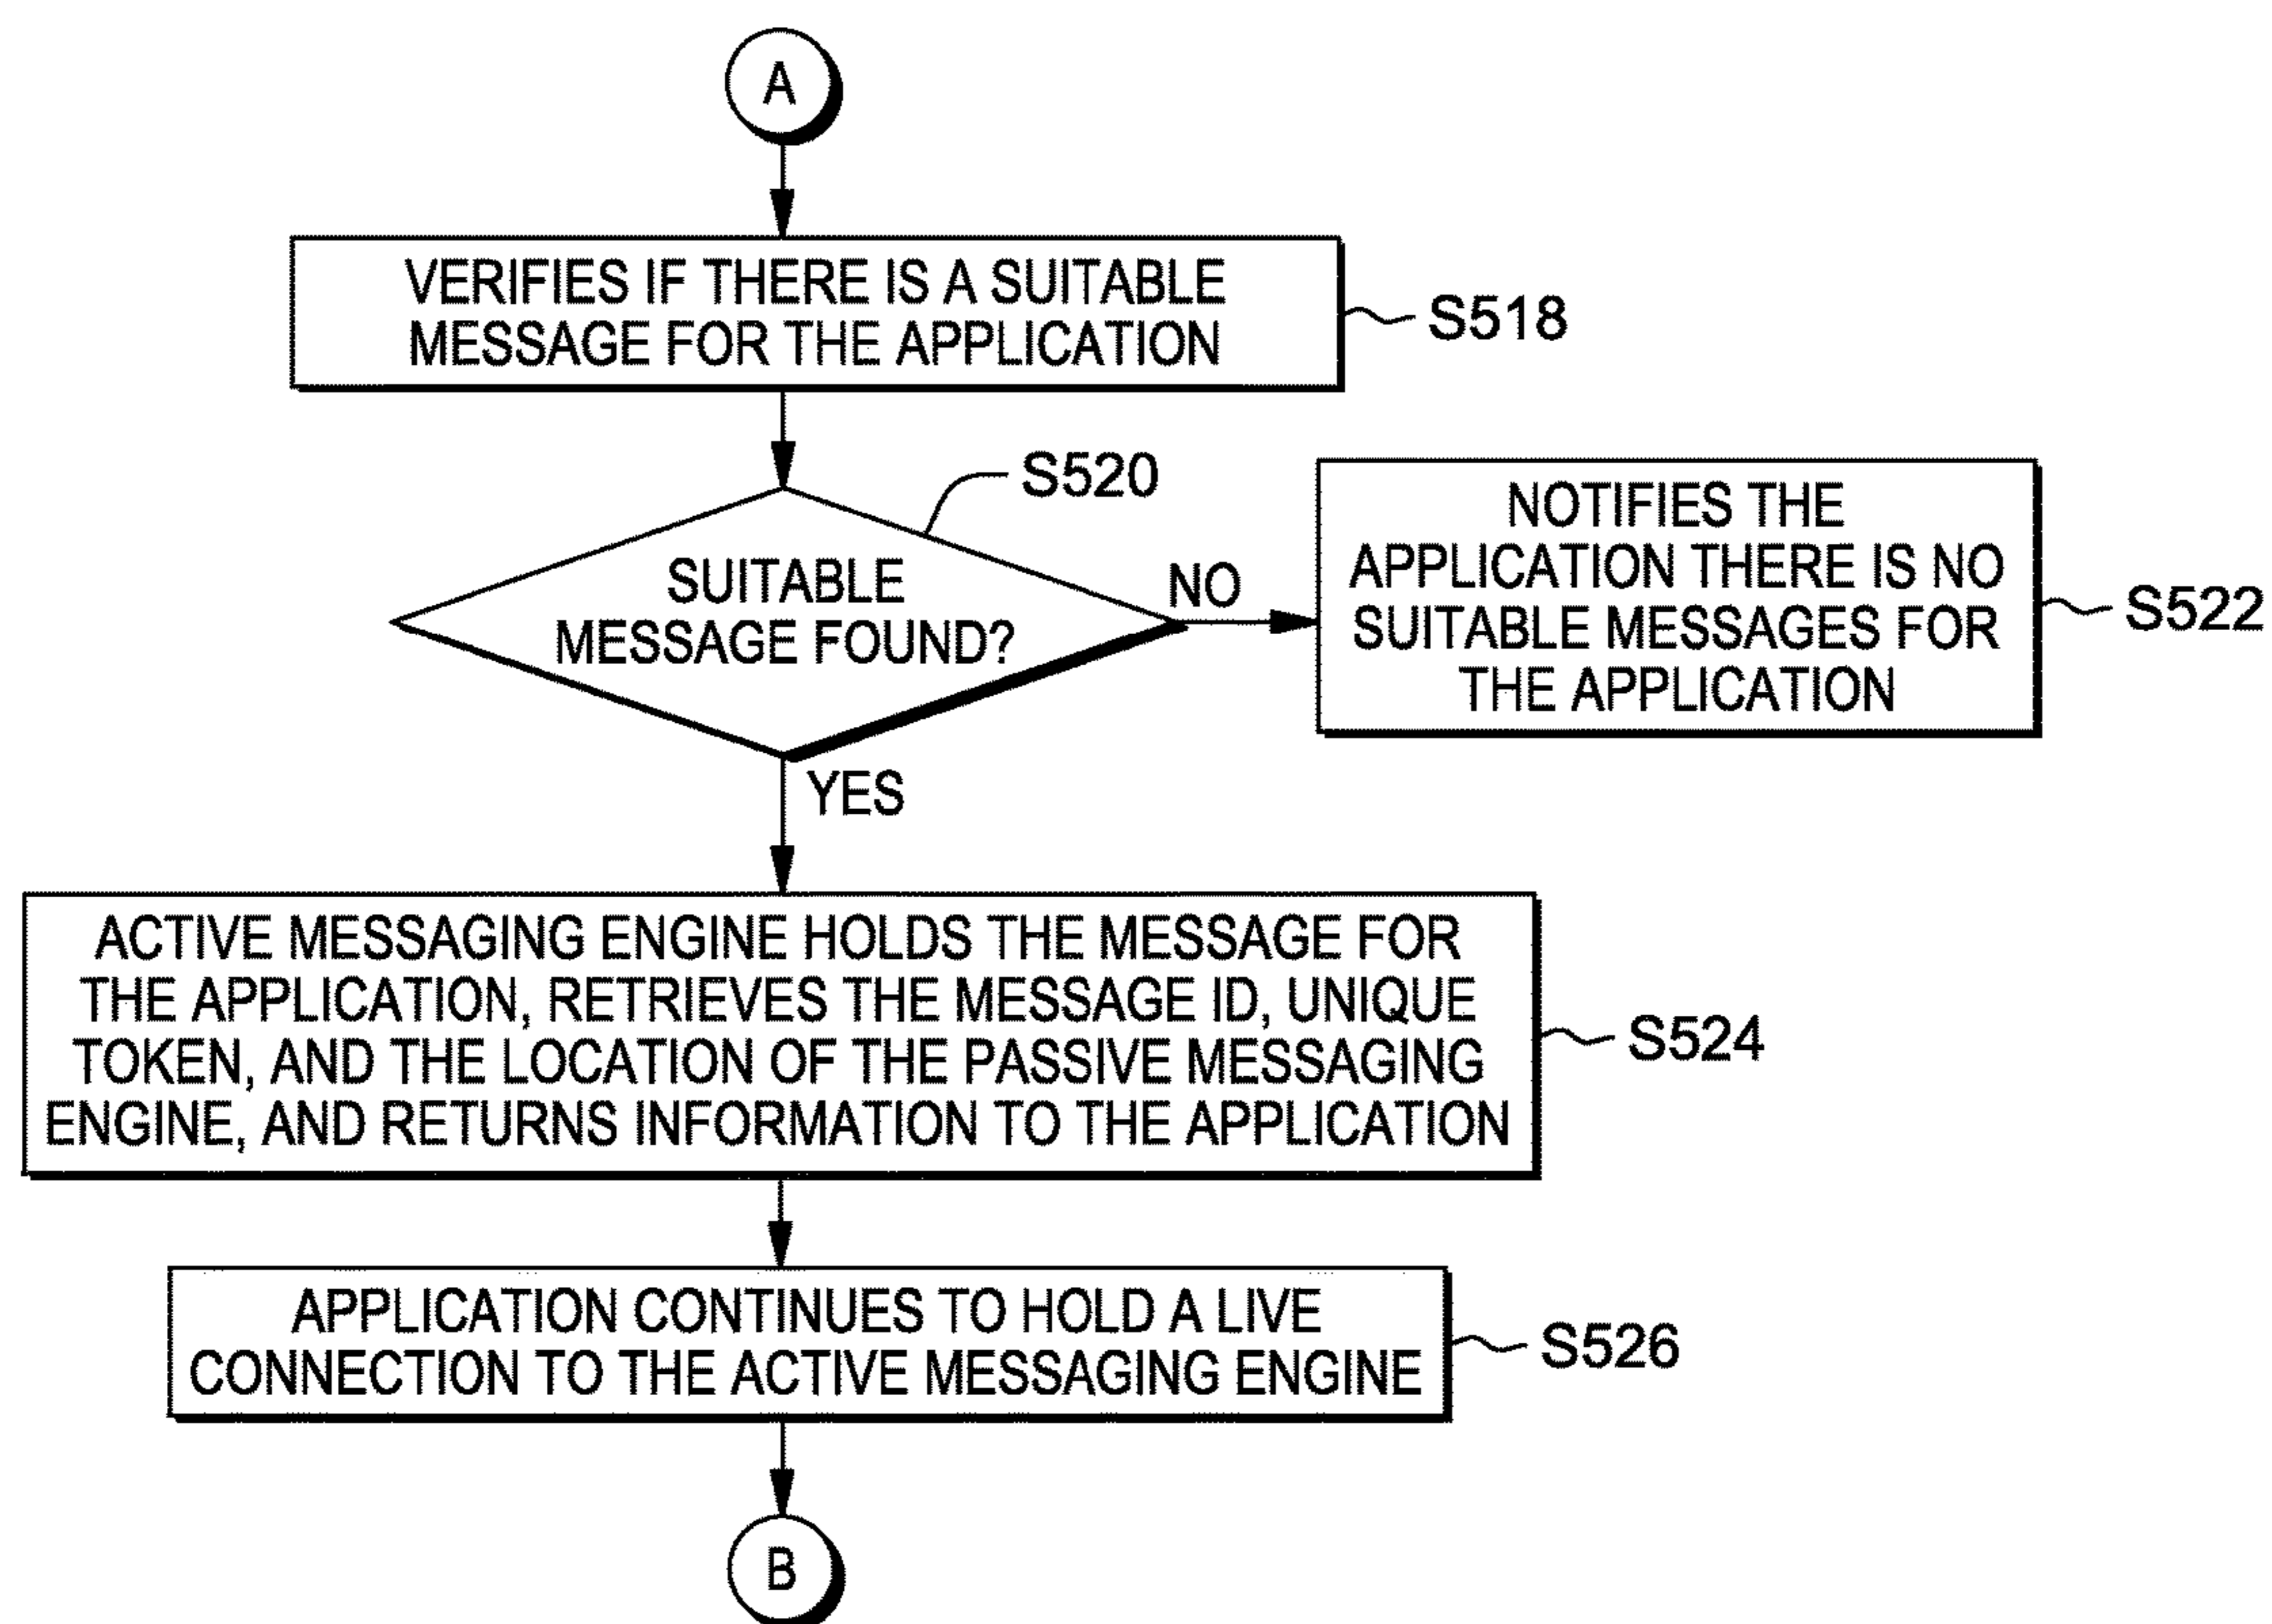 A
VERIFIES IF THERE IS A SUITABLE
MESSAGE FOR THE APPLICATION
S518
S520
SUITABLE
MESSAGE FOUND?
NO
NOTIFIES THE
APPLICATION THERE IS NO
SUITABLE MESSAGES FOR
THE APPLICATION
S522
YES
ACTIVE MESSAGING ENGINE HOLDS THE MESSAGE FOR
THE APPLICATION, RETRIEVES THE MESSAGE ID, UNIQUE
TOKEN, AND THE LOCATION OF THE PASSIVE MESSAGING
ENGINE, AND RETURNS INFORMATION TO THE APPLICATION
S524
APPLICATION CONTINUES TO HOLD A LIVE
CONNECTION TO THE ACTIVE MESSAGING ENGINE
S526
B